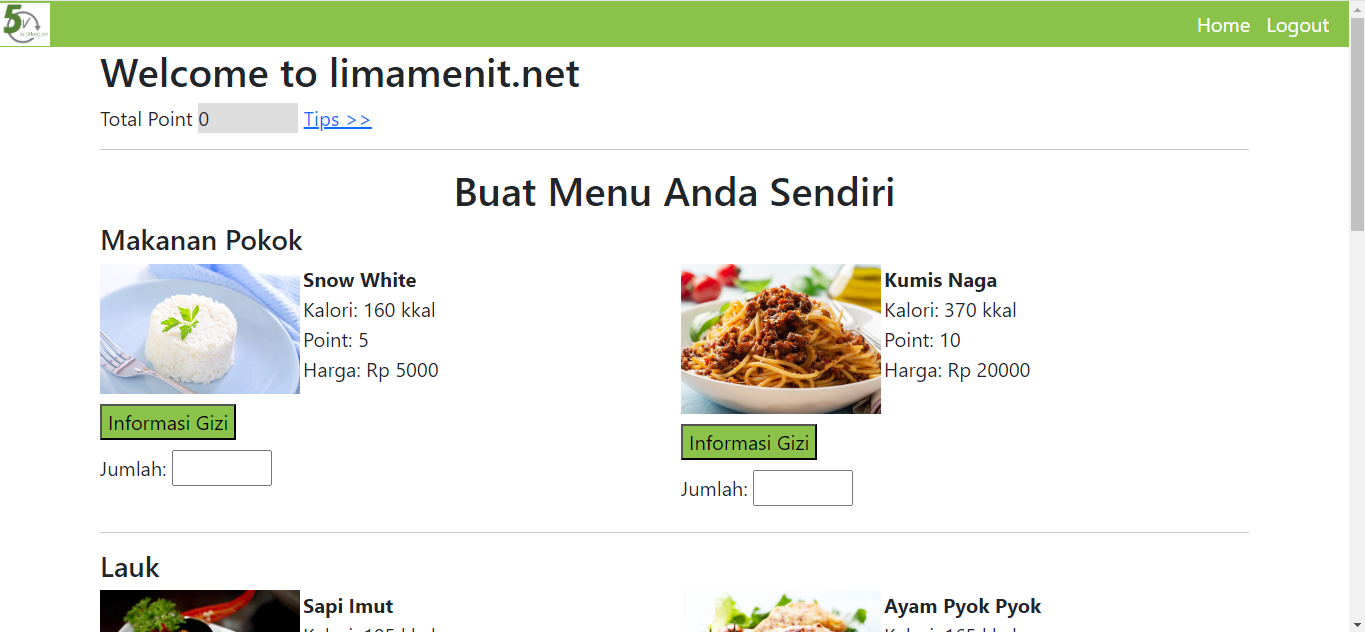 5
Home Logout
Welcome to limamenit.net
Total Point 0 Tips >>
Buat Menu Anda Sendiri
Makanan Pokok
Snow White
Kalori: 160 kkal
Point: 5
Harga: Rp 5000
Informasi Gizi
Jumlah:
Kumis Naga
Kalori: 370 kkal
Point: 10
Harga: Rp 20000
Informasi Gizi
Jumlah:
Lauk
Sapi Imut
Ayam Pyok Pyok